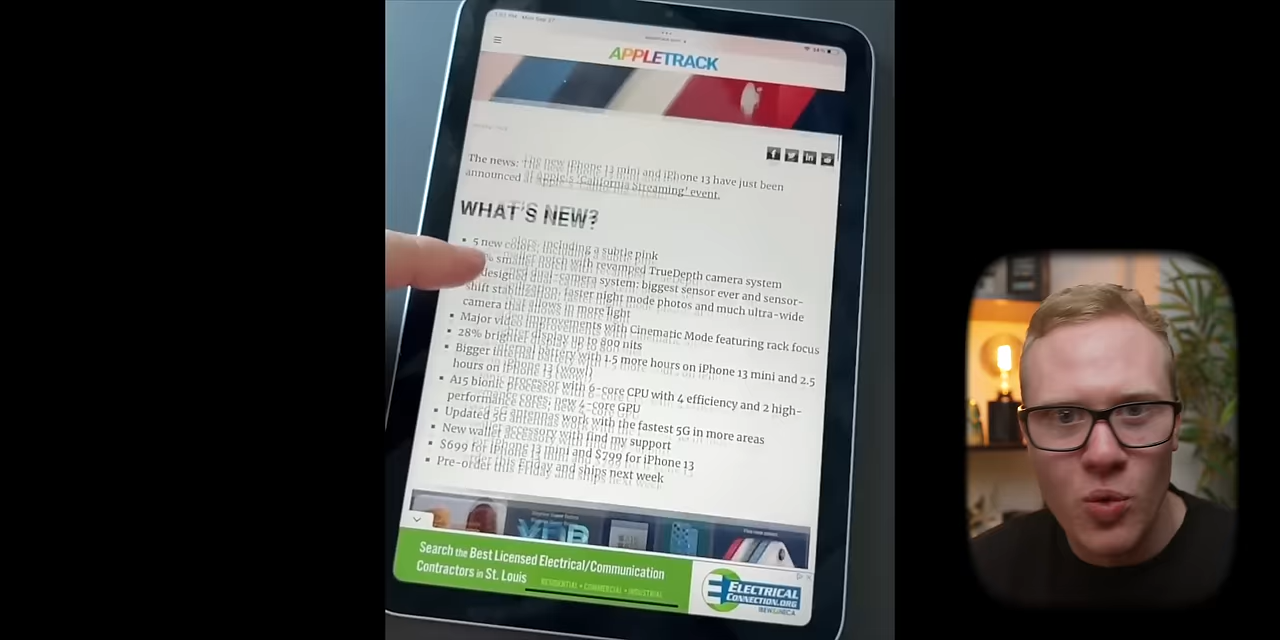 Mon Sep 27
APPLETRACK
The news: The new iPhone 13 mini and iPhone 13 have just been
announced at Apple's 'California Streaming' event.
WHAT'S NEW?
5 new colors, including a subtle pink
% smaller notch with revamped TrueDepth camera system
designed dual-camera system: biggest sensor ever and sensor-
shift stabilization, faster night mode photos and much ultra-wide
camera that allows in more light
Major video improvements with Cinematic Mode featuring rack focus
28% brighter display up to 800 nits
Bigger internal battery with 1.5 more hours on iPhone 13 mini and 2.5
hours on iPhone 13 (wow!)
A15 bionic processor with 6-core CPU with 4 efficiency and 2 high-
performance cores; new 4-core GPU
Updated 5G antennas work with the fastest 5G in more areas
New wallet accessory with find my support
$699 for iPhone 13 mini and $799 for iPhone 13
Pre-order this Friday and ships next week
Search the Best Licensed Electrical/Communication
Contractors in St. Louis
RESIDENTIAL • COMMERCIAL • INDUSTRIAL
ELECTRICAL
CONNECTION.ORG
IBEW/NECA